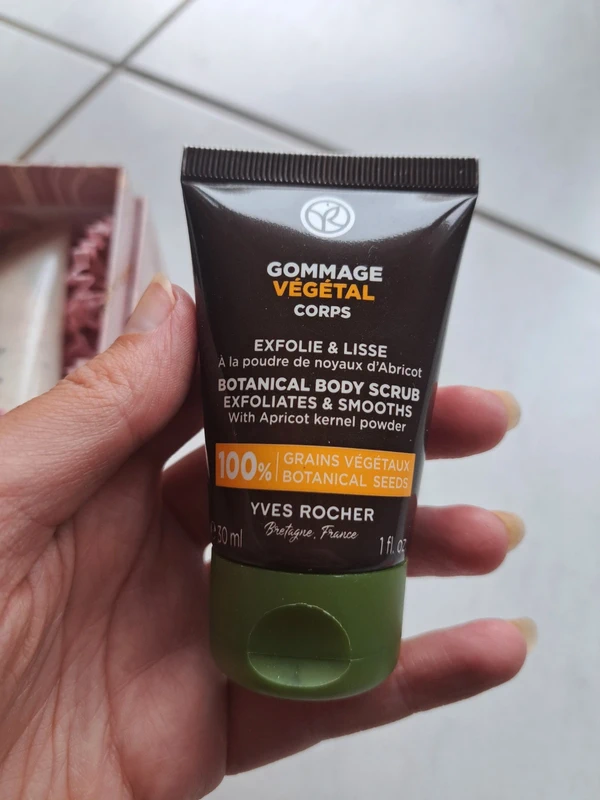 YR
GOMMAGE
VÉGÉTAL
CORPS
EXFOLIE & LISSE
À la poudre de noyaux d'Abricot
BOTANICAL BODY SCRUB
EXFOLIATES & SMOOTHS
With Apricot kernel powder
100% GRAINS VÉGÉTAUX
BOTANICAL SEEDS
YVES ROCHER
Bretagne, France
30 ml 1 fl. oz